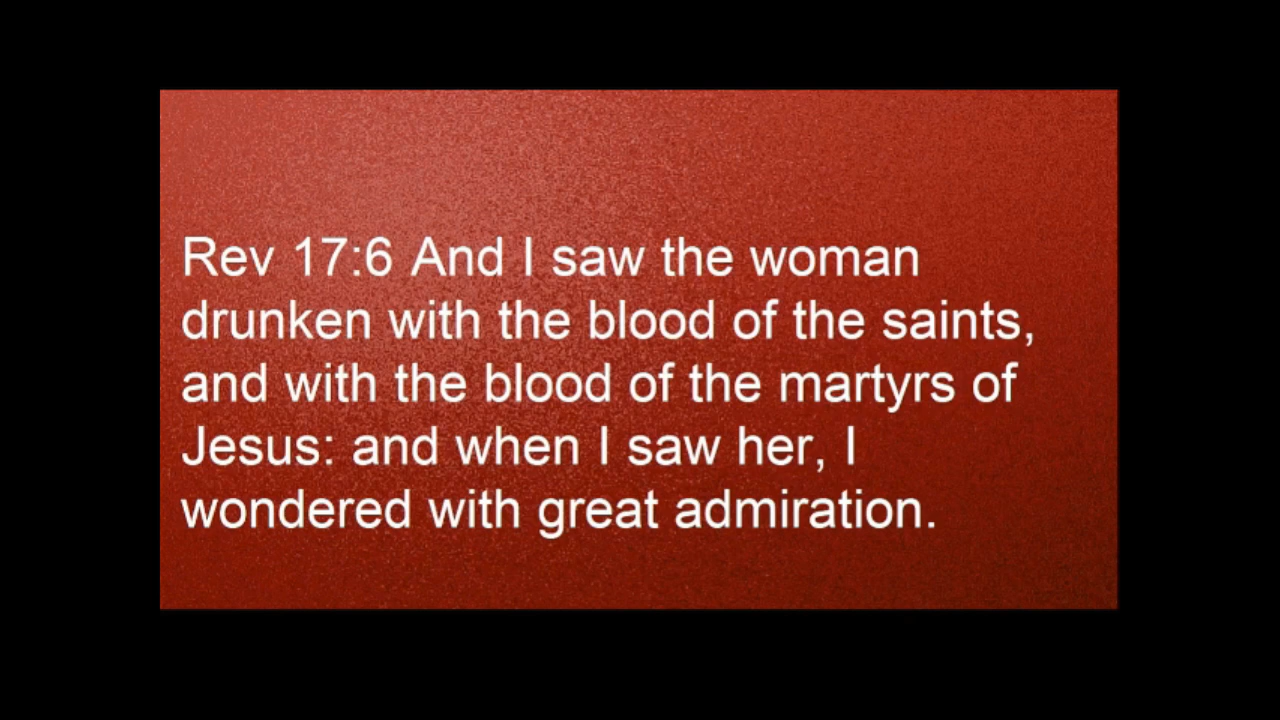 Rev 17:6 And I saw the woman
drunken with the blood of the saints,
and with the blood of the martyrs of
Jesus: and when I saw her, I
wondered with great admiration.